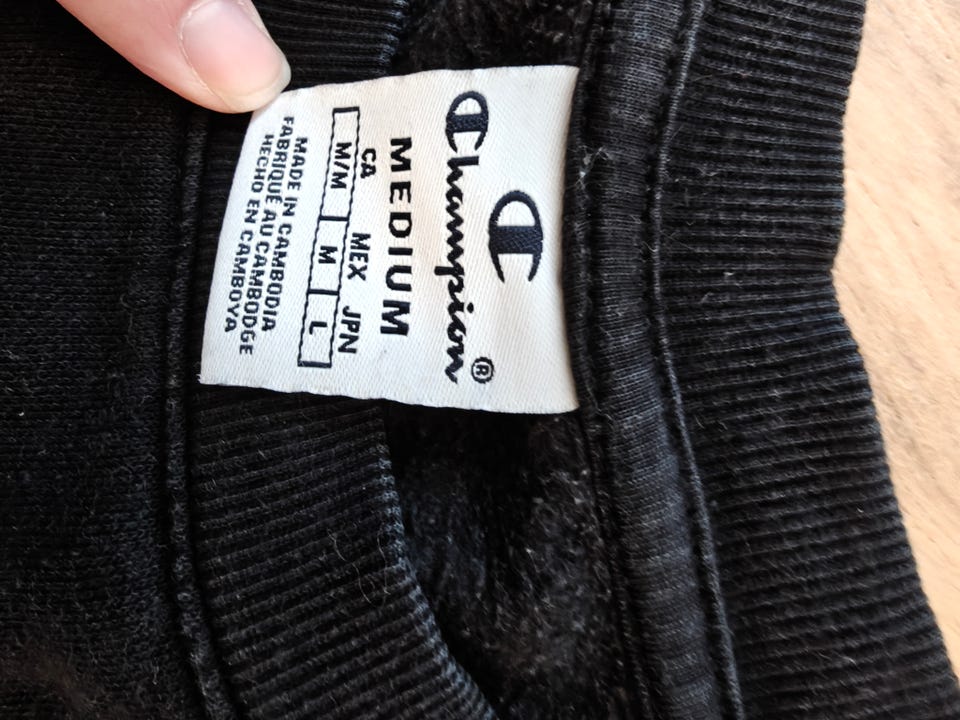 Champion®
MEDIUM
CA MEX JPN
M/M M L
MADE IN CAMBODIA
FABRIQUÉ AU CAMBODGE
HECHO EN CAMBOYA